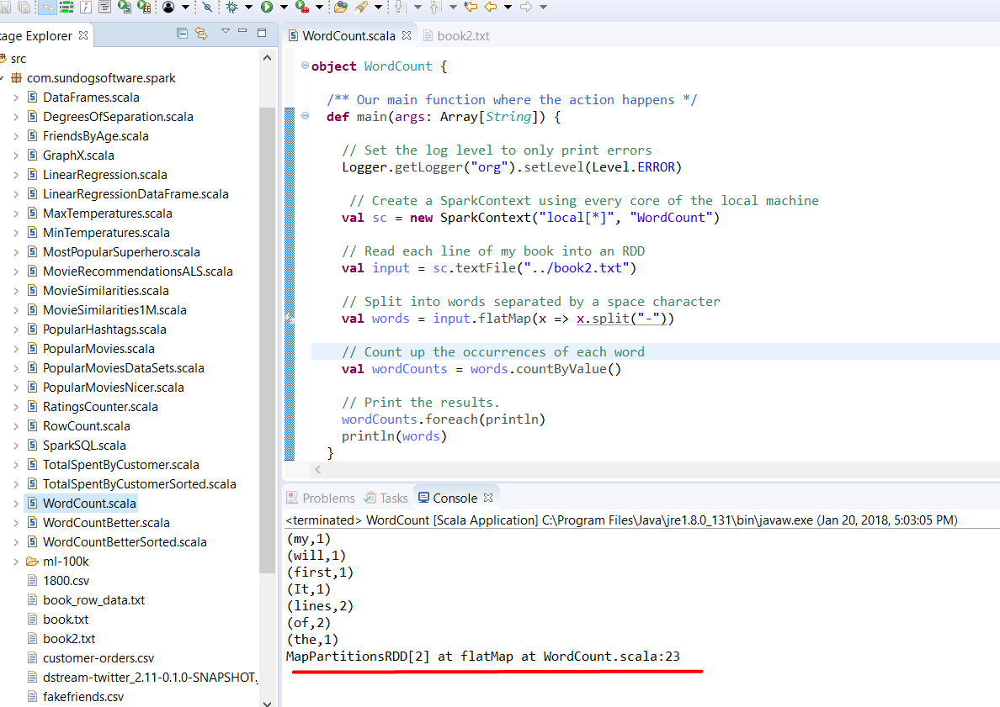 age Explorer
src
com.sundogsoftware.spark
DataFrames.scala
DegreesOfSeparation.scala
FriendsByAge.scala
GraphX.scala
LinearRegression.scala
LinearRegressionDataFrame.scala
MaxTemperatures.scala
MinTemperatures.scala
MostPopularSuperhero.scala
MovieRecommendationsALS.scala
MovieSimilarities.scala
MovieSimilarities1M.scala
PopularHashtags.scala
PopularMovies.scala
PopularMoviesDataSets.scala
PopularMoviesNicer.scala
RatingsCounter.scala
RowCount.scala
SparkSQL.scala
TotalSpentByCustomer.scala
TotalSpentByCustomerSorted.scala
WordCount.scala
WordCountBetter.scala
WordCountBetterSorted.scala
ml-100k
1800.csv
book_row_data.txt
book.txt
book2.txt
customer-orders.csv
dstream-twitter_2.11-0.1.0-SNAPSHOT.
fakefriends.csv
WordCount.scala book2.txt
object WordCount {
/** Our main function where the action happens */
def main(args: Array[String]) {
// Set the log level to only print errors
Logger.getLogger("org").setLevel(Level.ERROR)
// Create a SparkContext using every core of the local machine
val sc = new SparkContext("local[*]", "WordCount")
// Read each line of my book into an RDD
val input = sc.textFile("../book2.txt")
// Split into words separated by a space character
val words = input.flatMap(x => x.split("-"))
// Count up the occurrences of each word
val wordCounts = words.countByValue()
// Print the results.
wordCounts.foreach(println)
println(words)
}
Problems Tasks Console
<terminated> WordCount [Scala Application] C:\Program Files\Java\jre1.8.0_131\bin\javaw.exe (Jan 20, 2018, 5:03:05 PM)
(my,1)
(will,1)
(first,1)
(It,1)
(lines,2)
(of,2)
(the,1)
MapPartitionsRDD[2] at flatMap at WordCount.scala:23